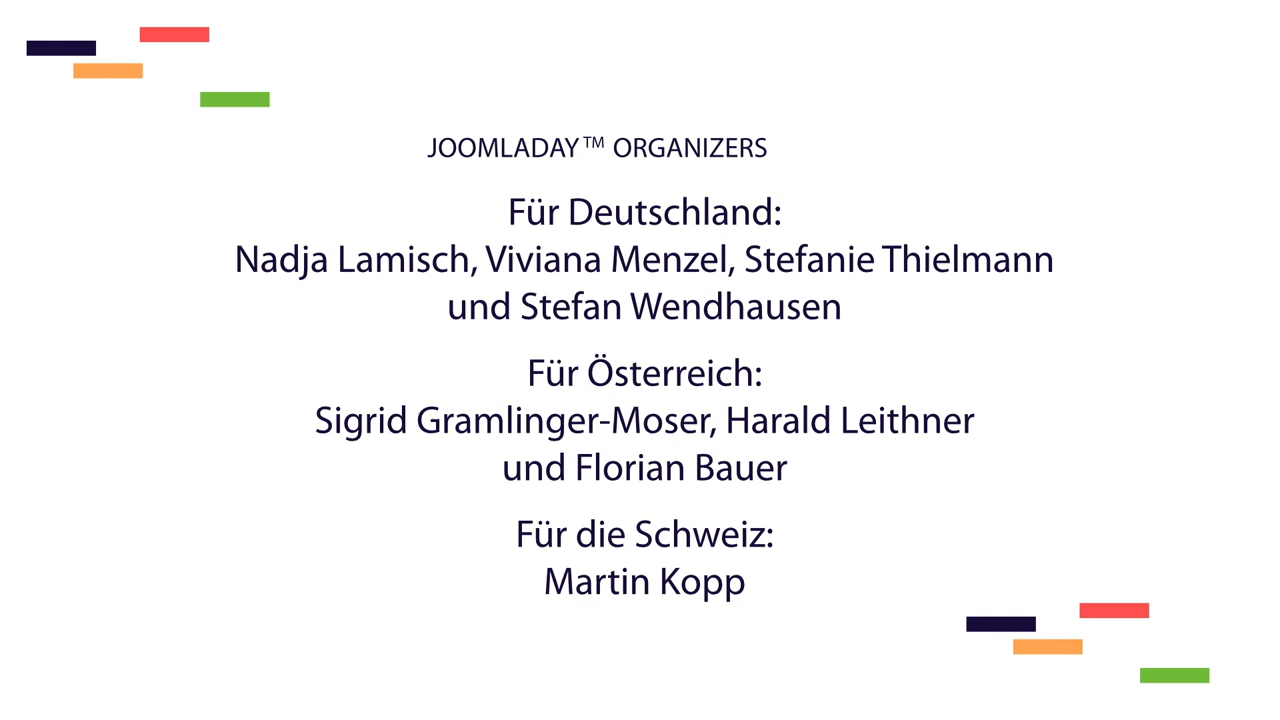 JOOMLADAY™ ORGANIZERS
Für Deutschland:
Nadja Lamisch, Viviana Menzel, Stefanie Thielmann
und Stefan Wendhausen
Für Österreich:
Sigrid Gramlinger-Moser, Harald Leithner
und Florian Bauer
Für die Schweiz:
Martin Kopp